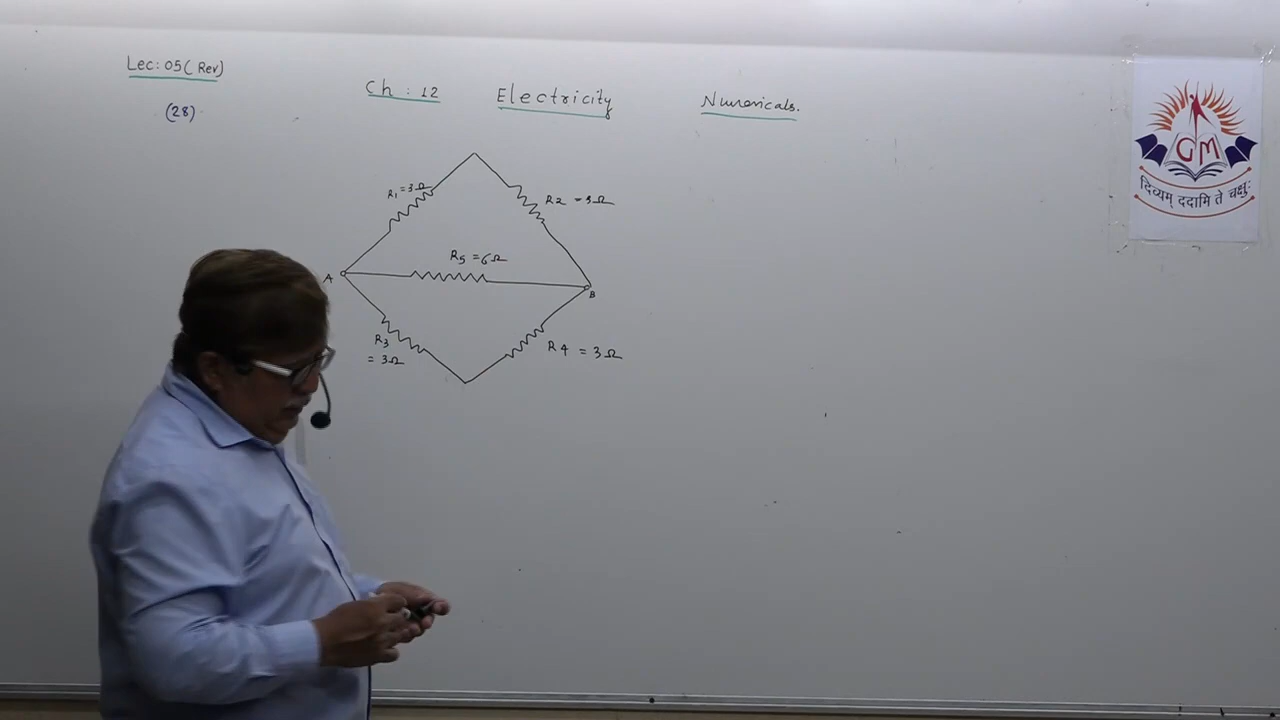 Lec: 05 (Rev)
Ch : 12 Electricity Numericals.
(28)
R1 = 3Ω
R2 = 3Ω
R5 = 6Ω
A
B
R3
= 3Ω
R4 = 3Ω
GM
दिव्यम् ददामि ते चक्षुः